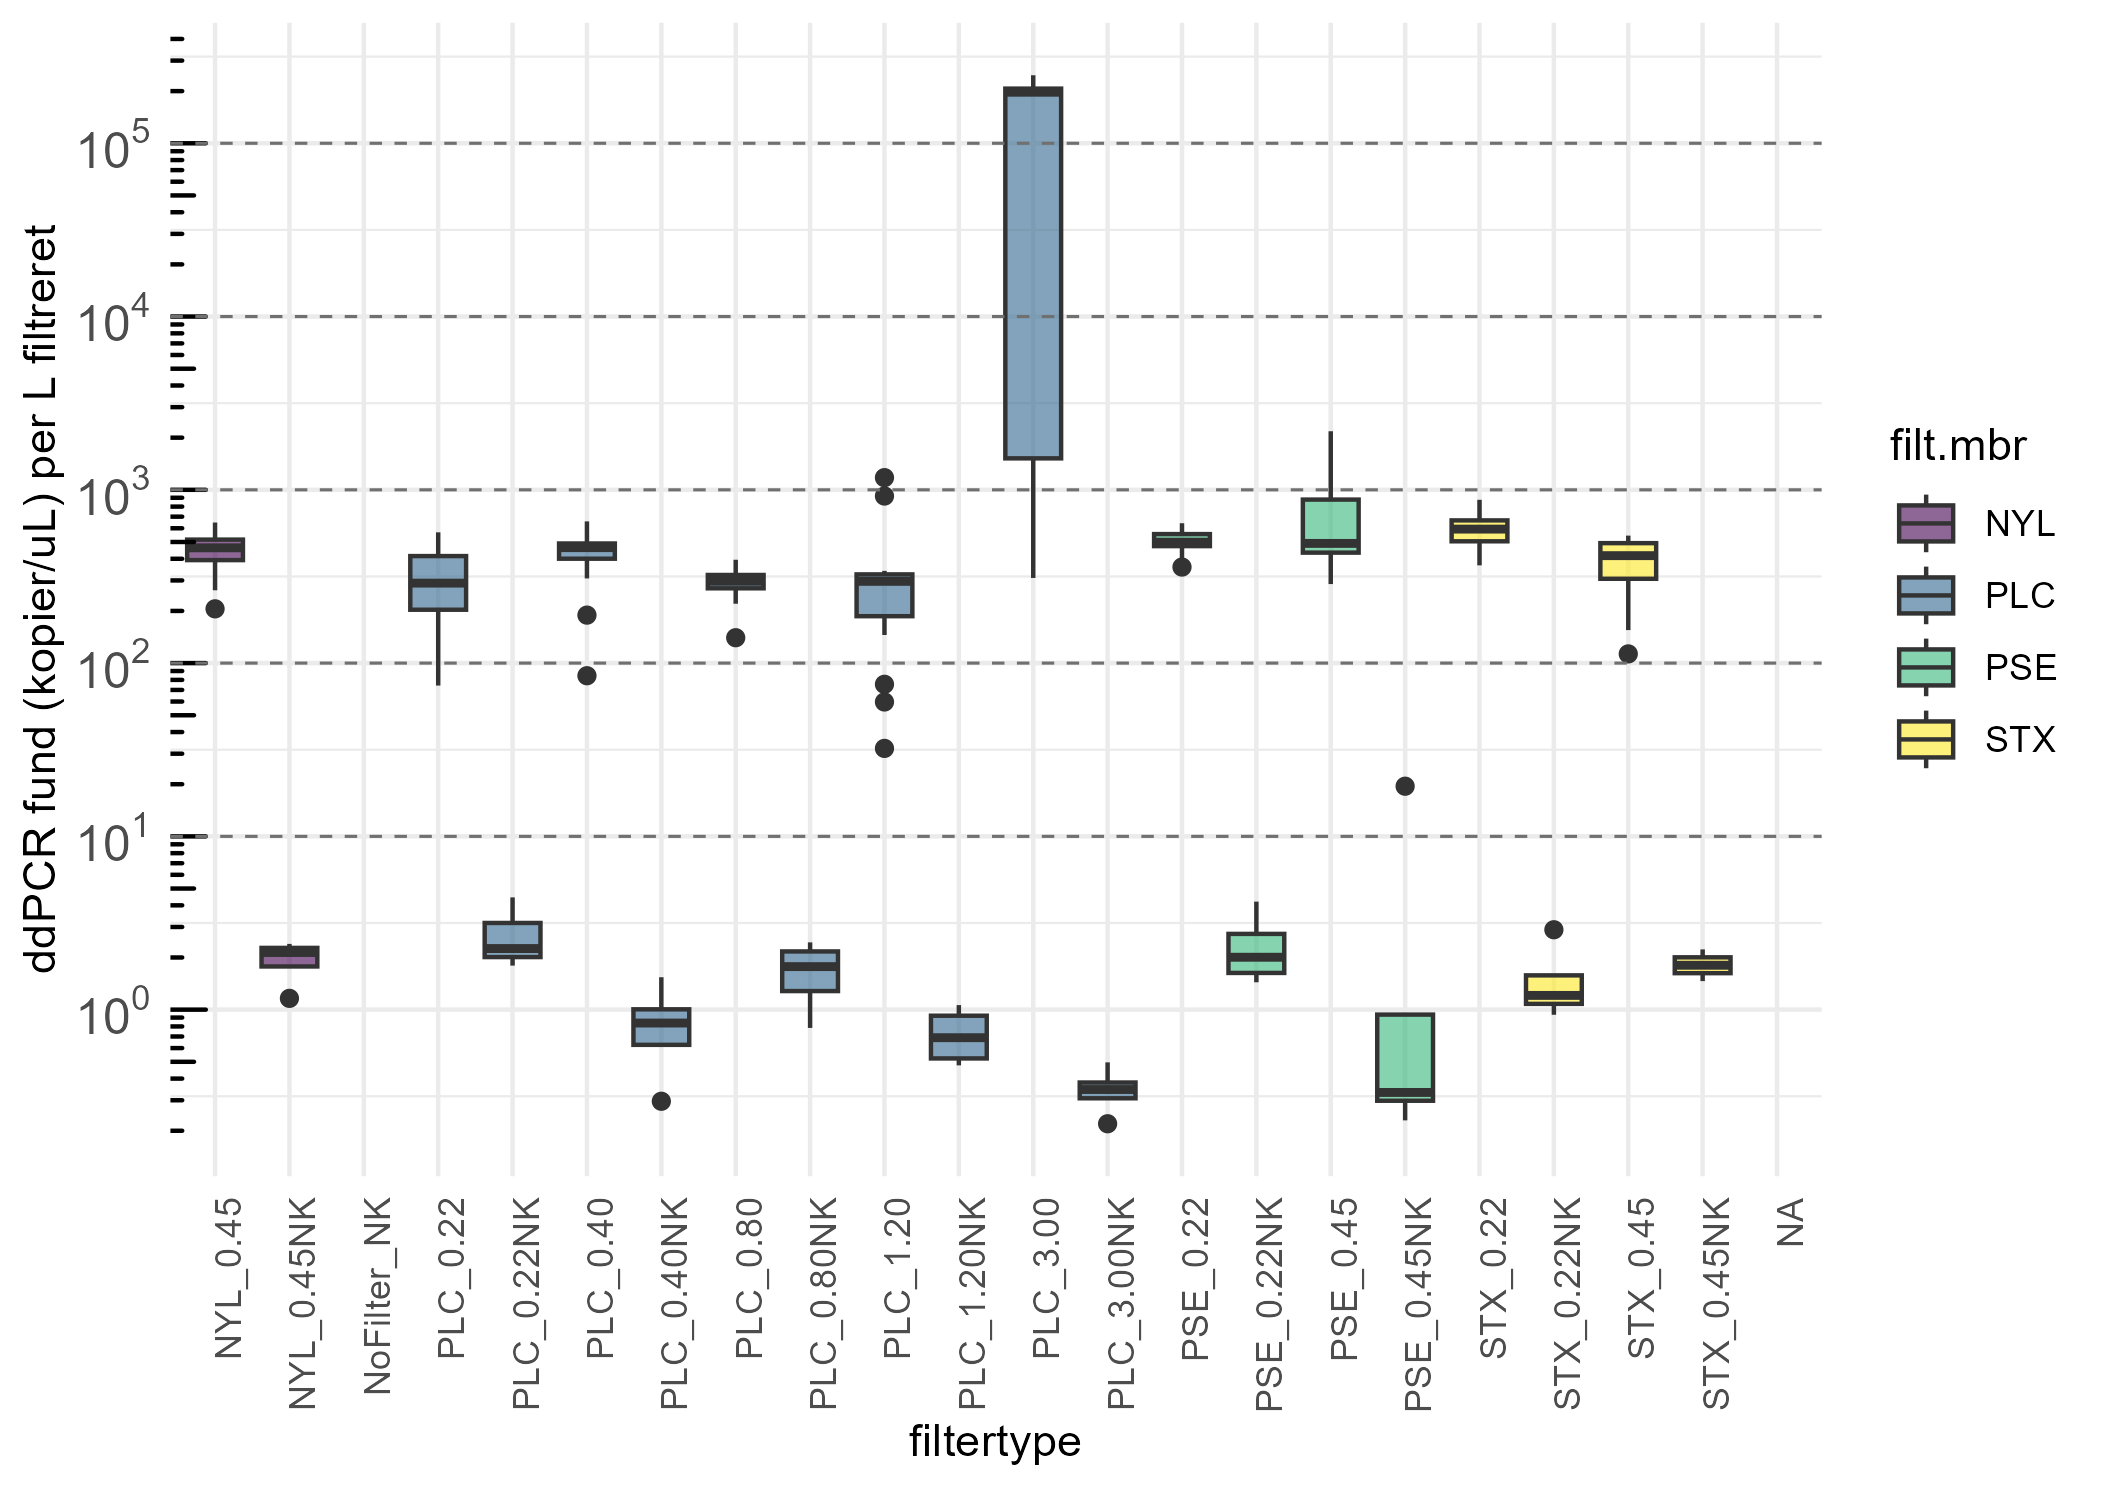 ddPCR fund (kopier/uL) per L filtreret
10^5
10^4
10^3
10^2
10^1
10^0
NYL_0.45
NYL_0.45NK
NoFilter_NK
PLC_0.22
PLC_0.22NK
PLC_0.40
PLC_0.40NK
PLC_0.80
PLC_0.80NK
PLC_1.20
PLC_1.20NK
PLC_3.00
PLC_3.00NK
PSE_0.22
PSE_0.22NK
PSE_0.45
PSE_0.45NK
STX_0.22
STX_0.22NK
STX_0.45
STX_0.45NK
NA
filtertype
filt.mbr
NYL
PLC
PSE
STX